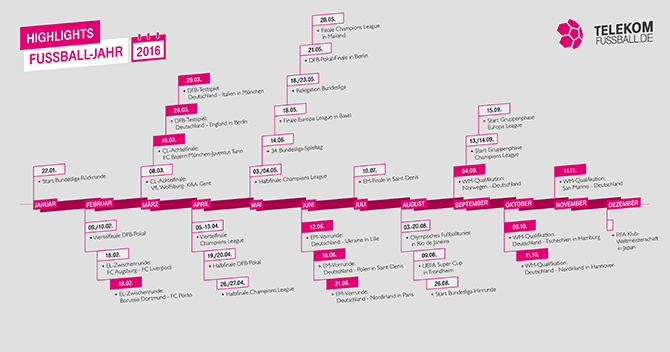 HIGHLIGHTS
FUSSBALL-JAHR
2016
TELEKOM
FUSSBALL.DE
28.05.
• Finale Champions League
in Mailand
21.05.
• DFB-Pokal-Finale in Berlin
18./23.05.
• Relegation Bundesliga
18.05.
• Finale Europa League in Basel
14.05.
• 34. Bundesliga-Spieltag
03./04.05.
• Halbfinale Champions League
29.03.
• DFB-Testspiel
Deutschland - Italien in München
26.03.
• DFB-Testspiel,
Deutschland - England in Berlin
16.03.
• CL-Achtelfinale:
FC Bayern München-Juventus Turin
08.03.
• CL-Achtelfinale:
VfL Wolfsburg- KAA Gent
22.01.
• Start Bundesliga-Rückrunde
10.07.
• EM-Finale in Saint-Denis
15.09.
• Start Gruppenphase
Europa League
13./14.09.
• Start Gruppenphase
Champions League
04.09.
• WM-Qualifikation:
Norwegen - Deutschland
11.11.
• WM-Qualifikation:
San Marino - Deutschland
JANUAR
FEBRUAR
MÄRZ
APRIL
MAI
JUNI
JULI
AUGUST
SEPTEMBER
OKTOBER
NOVEMBER
DEZEMBER
09./10.02.
• Viertelfinale DFB-Pokal
18.02.
• EL-Zwischenrunde:
FC Augsburg - FC Liverpool
18.02.
• EL-Zwischenrunde:
Borussia Dortmund - FC Porto
05.-13.04.
• Viertelfinale
Champions League
19./20.04.
• Halbfinale DFB-Pokal
26./27.04.
• Halbfinale Champions League
12.06.
• EM-Vorrunde:
Deutschland - Ukraine in Lille
16.06.
• EM-Vorrunde:
Deutschland - Polen in Saint-Denis
21.06.
• EM-Vorrunde:
Deutschland - Nordirland in Paris
03.-20.08.
• Olympisches Fußballturnier
in Rio de Janeiro
09.08.
• UEFA Super Cup
in Trondheim
26.08.
• Start Bundesliga-Hinrunde
08.10.
• WM-Qualifikation:
Deutschland - Tschechien in Hamburg
11.10.
• WM-Qualifikation:
Deutschland - Nordirland in Hannover
• FIFA Klub-
Weltmeisterschaft
in Japan